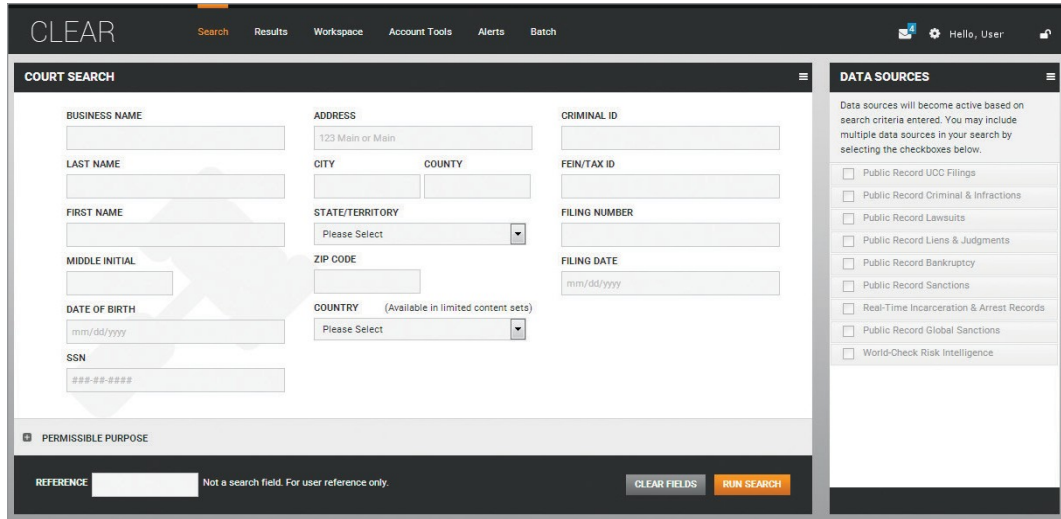 CLEAR
Search Results Workspace Account Tools Alerts Batch
4 Hello, User
COURT SEARCH
BUSINESS NAME
LAST NAME
FIRST NAME
MIDDLE INITIAL
DATE OF BIRTH
mm/dd/yyyy
SSN
###-##-####
ADDRESS
123 Main or Main
CITY COUNTY
STATE/TERRITORY
Please Select
ZIP CODE
COUNTRY (Available in limited content sets)
Please Select
CRIMINAL ID
FEIN/TAX ID
FILING NUMBER
FILING DATE
mm/dd/yyyy
PERMISSIBLE PURPOSE
REFERENCE Not a search field. For user reference only.
CLEAR FIELDS RUN SEARCH
DATA SOURCES
Data sources will become active based on
search criteria entered. You may include
multiple data sources in your search by
selecting the checkboxes below.
Public Record UCC Filings
Public Record Criminal & Infractions
Public Record Lawsuits
Public Record Liens & Judgments
Public Record Bankruptcy
Public Record Sanctions
Real-Time Incarceration & Arrest Records
Public Record Global Sanctions
World-Check Risk Intelligence